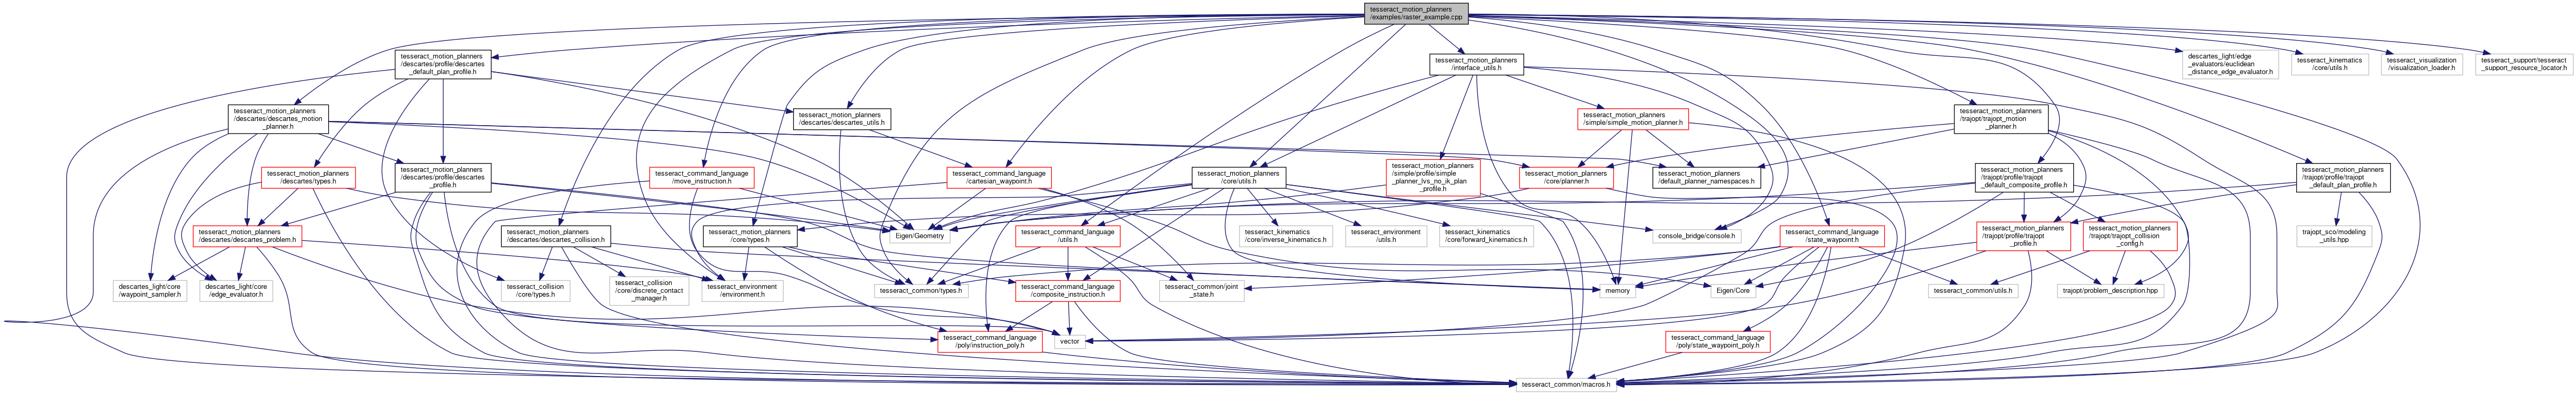 tesseract_motion_planners
/examples/raster_example.cpp
tesseract_motion_planners
/descartes/profile/descartes
_default_plan_profile.h
tesseract_motion_planners
/interface_utils.h
descartes_light/edge
_evaluators/euclidean
_distance_edge_evaluator.h
tesseract_kinematics
/core/utils.h
tesseract_visualization
/visualization_loader.h
tesseract_support/tesseract
_support_resource_locator.h
tesseract_motion_planners
/descartes/descartes_motion
_planner.h
tesseract_motion_planners
/descartes/descartes_utils.h
tesseract_motion_planners
/simple/simple_motion_planner.h
tesseract_motion_planners
/trajopt/trajopt_motion
_planner.h
tesseract_motion_planners
/descartes/types.h
tesseract_motion_planners
/descartes/profile/descartes
_profile.h
tesseract_command_language
/move_instruction.h
tesseract_command_language
/cartesian_waypoint.h
tesseract_motion_planners
/core/utils.h
tesseract_motion_planners
/simple/profile/simple
_planner_lvs_no_ik_plan
_profile.h
tesseract_motion_planners
/core/planner.h
tesseract_motion_planners
/default_planner_namespaces.h
tesseract_motion_planners
/trajopt/profile/trajopt
_default_composite_profile.h
tesseract_motion_planners
/trajopt/profile/trajopt
_default_plan_profile.h
tesseract_motion_planners
/descartes/descartes_problem.h
tesseract_motion_planners
/descartes/descartes_collision.h
tesseract_motion_planners
/core/types.h
Eigen/Geometry
tesseract_command_language
/utils.h
tesseract_kinematics
/core/inverse_kinematics.h
tesseract_environment
/utils.h
tesseract_kinematics
/core/forward_kinematics.h
console_bridge/console.h
tesseract_command_language
/state_waypoint.h
tesseract_motion_planners
/trajopt/profile/trajopt
_profile.h
tesseract_motion_planners
/trajopt/trajopt_collision
_config.h
trajopt_sco/modeling
_utils.hpp
descartes_light/core
/waypoint_sampler.h
descartes_light/core
/edge_evaluator.h
tesseract_collision
/core/types.h
tesseract_collision
/core/discrete_contact
_manager.h
tesseract_environment
/environment.h
tesseract_common/types.h
tesseract_command_language
/composite_instruction.h
tesseract_common/joint
_state.h
memory
Eigen/Core
tesseract_common/utils.h
trajopt/problem_description.hpp
tesseract_command_language
/poly/instruction_poly.h
vector
tesseract_command_language
/poly/state_waypoint_poly.h
tesseract_common/macros.h